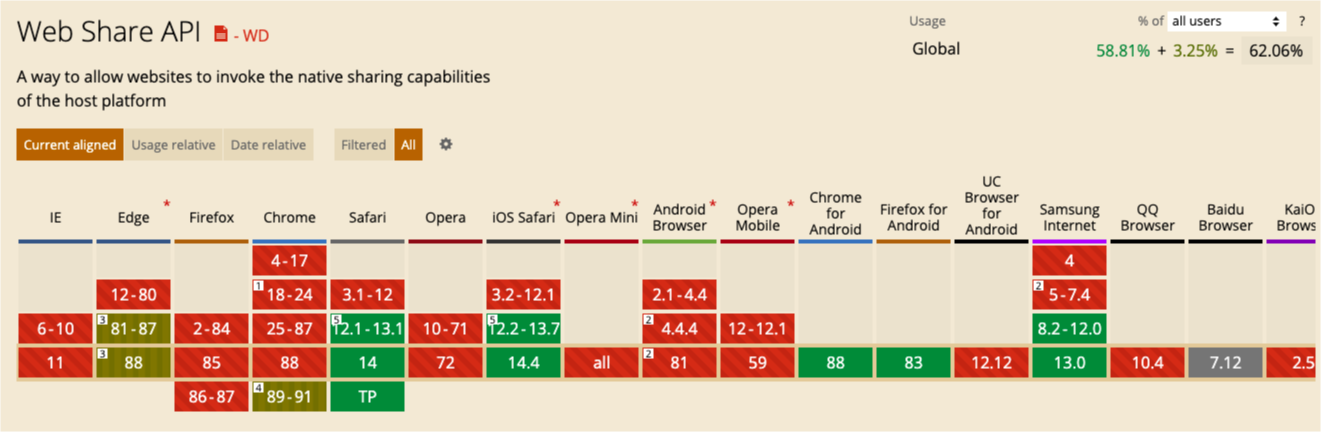 Web Share API - WD
Usage % of all users ?
Global 58.81% + 3.25% = 62.06%
A way to allow websites to invoke the native sharing capabilities
of the host platform
Current aligned Usage relative Date relative Filtered All
IE Edge * Firefox Chrome Safari Opera iOS Safari * Opera Mini * Android Browser * Opera Mobile * Chrome for Android Firefox for Android UC Browser for Android Samsung Internet QQ Browser Baidu Browser KaiO Brows
4-17 4
12-80 1 18-24 3.1-12 3.2-12.1 2.1-4.4 2 5-7.4
6-10 3 81-87 2-84 25-87 5 12.1-13.1 10-71 5 12.2-13.7 2 4.4.4 12-12.1 8.2-12.0
11 3 88 85 88 14 72 14.4 all 2 81 59 88 83 12.12 13.0 10.4 7.12 2.5
86-87 4 89-91 TP